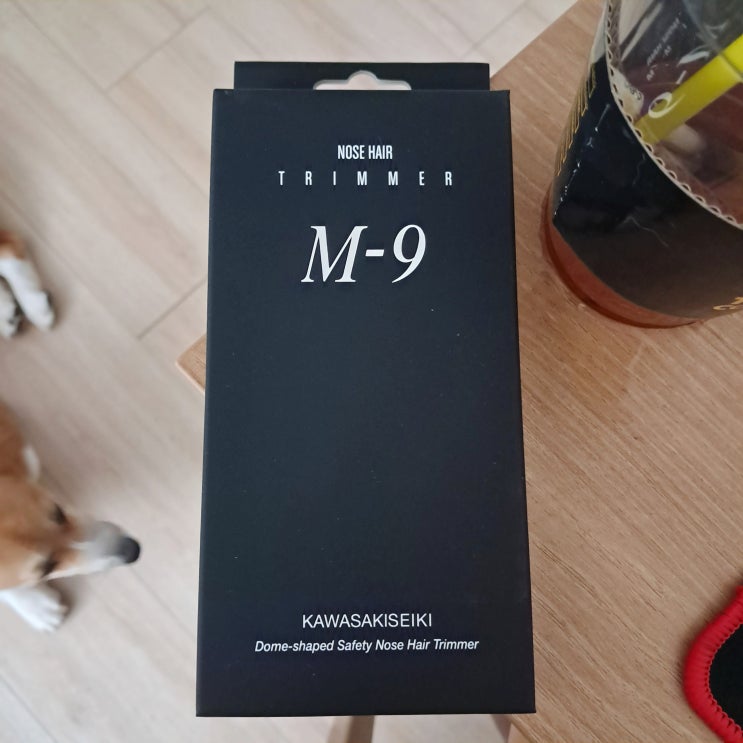 NOSE HAIR
TRIMMER
M-9
KAWASAKISEIKI
Dome-shaped Safety Nose Hair Trimmer